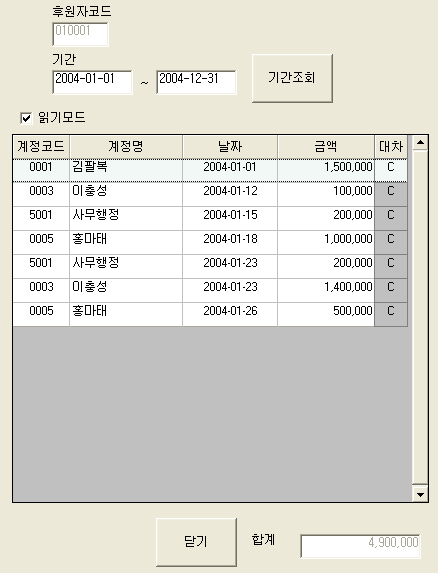 후원자코드
010001
기간
2004-01-01 ~ 2004-12-31 기간조회
읽기모드
계정코드 계정명 날짜 금액 대차
0001 김팔복 2004-01-01 1,500,000 C
0003 이충성 2004-01-12 100,000 C
5001 사무행정 2004-01-15 200,000 C
0005 홍마태 2004-01-18 1,000,000 C
5001 사무행정 2004-01-23 200,000 C
0003 이충성 2004-01-23 1,400,000 C
0005 홍마태 2004-01-26 500,000 C
닫기 합계 4,900,000